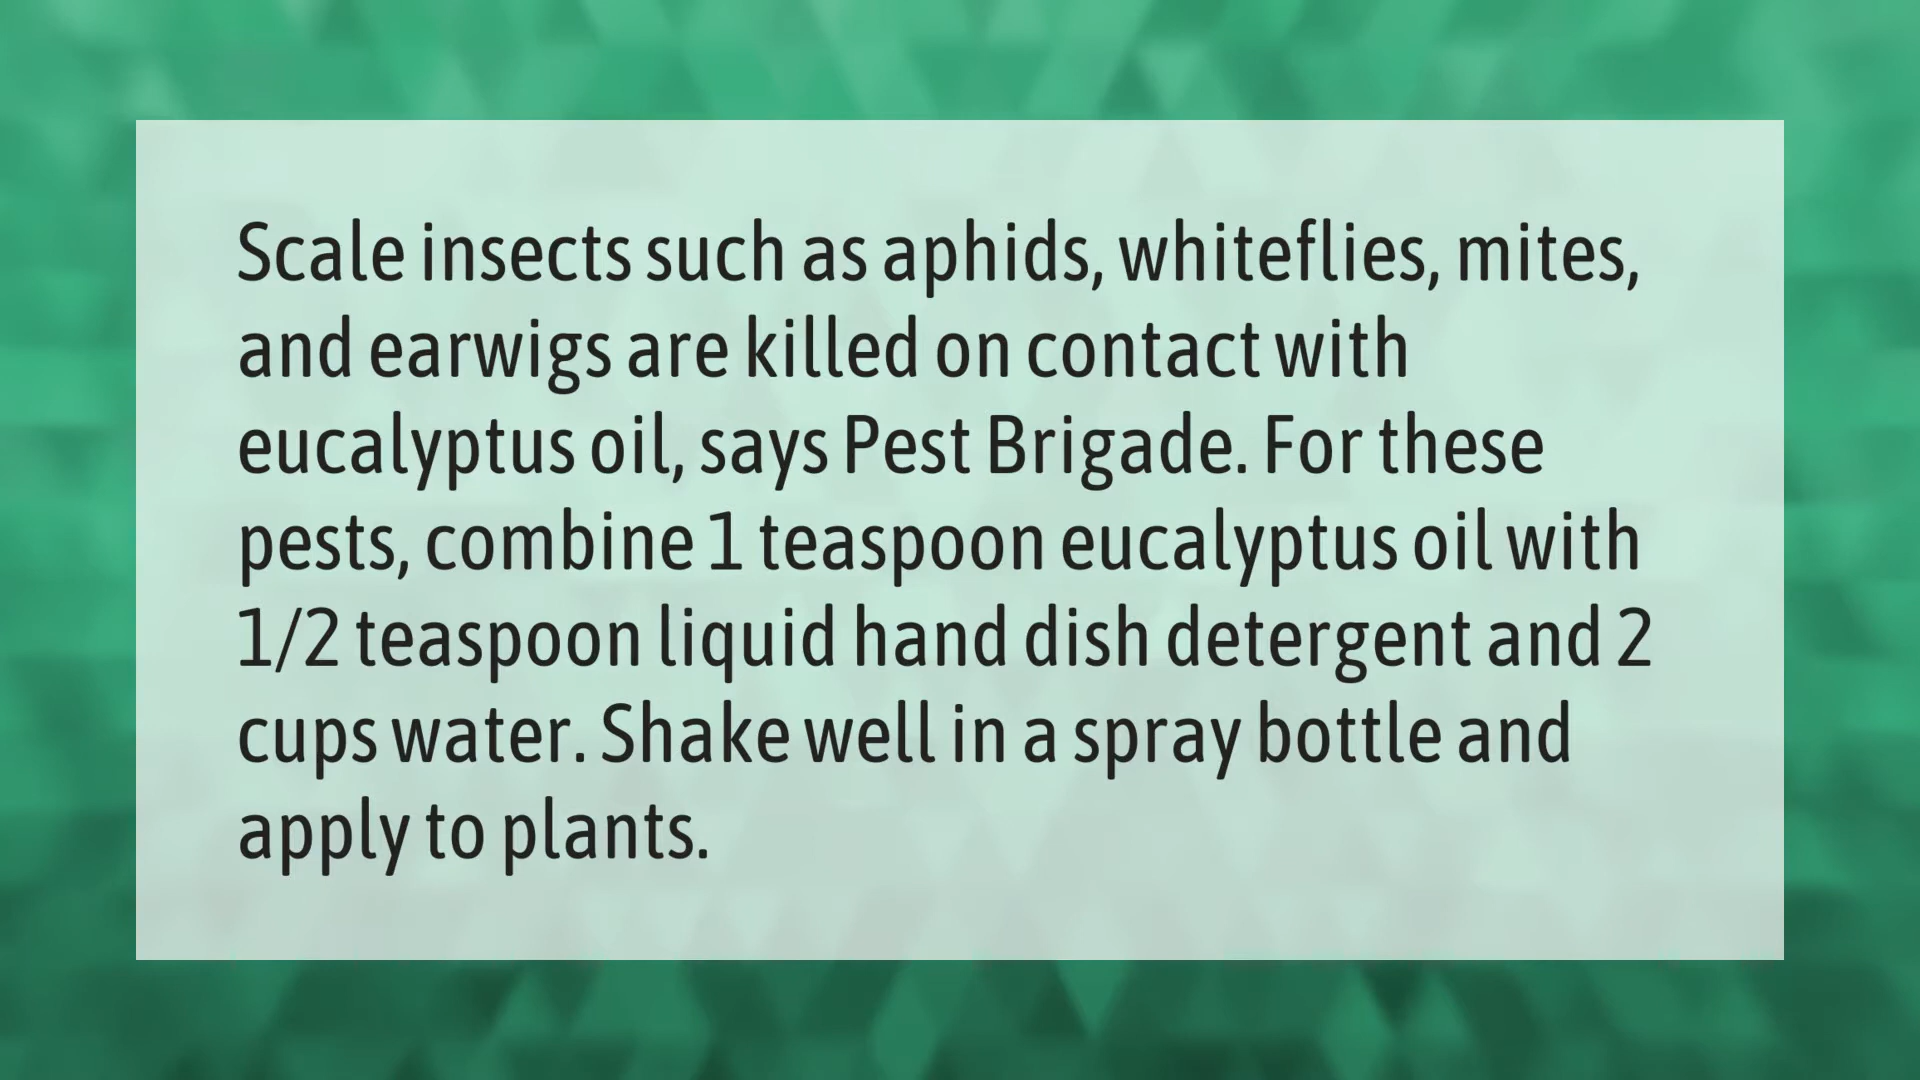 Scale insects such as aphids, whiteflies, mites,
and earwigs are killed on contact with
eucalyptus oil, says Pest Brigade. For these
pests, combine 1 teaspoon eucalyptus oil with
1/2 teaspoon liquid hand dish detergent and 2
cups water. Shake well in a spray bottle and
apply to plants.